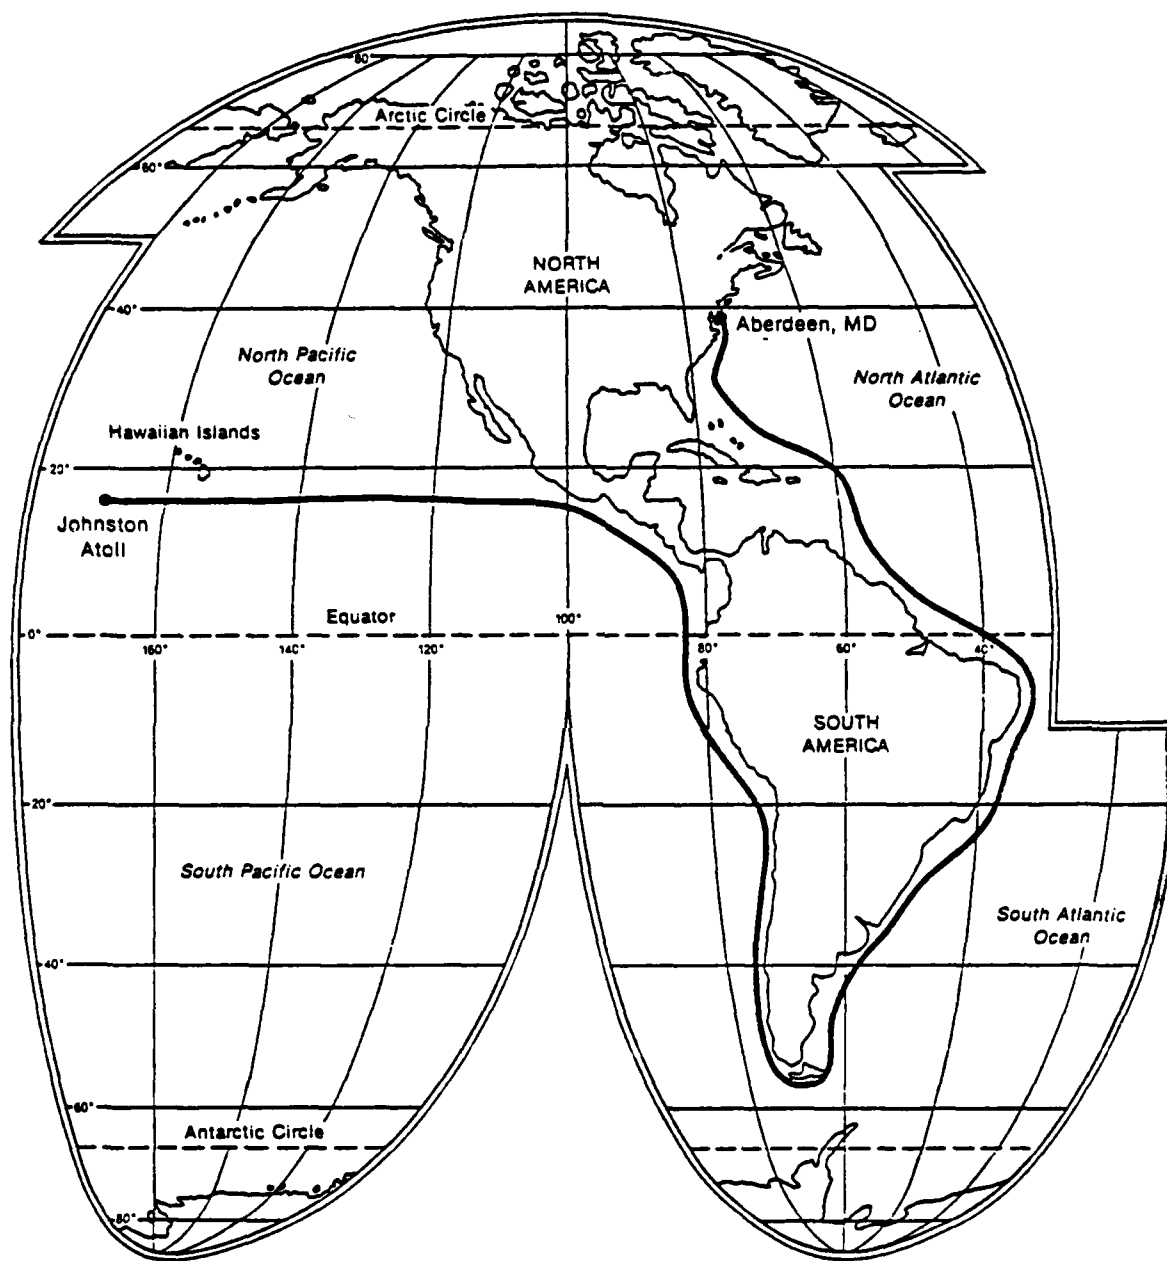 80°
Arctic Circle
60°
NORTH
AMERICA
40°
Aberdeen, MD
North Pacific
Ocean
North Atlantic
Ocean
Hawaiian Islands
20°
Johnston
Atoll
Equator
100°
0°
160°
140°
120°
80°
60°
40°
SOUTH
AMERICA
20°
South Pacific Ocean
South Atlantic
Ocean
40°
60°
Antarctic Circle
80°